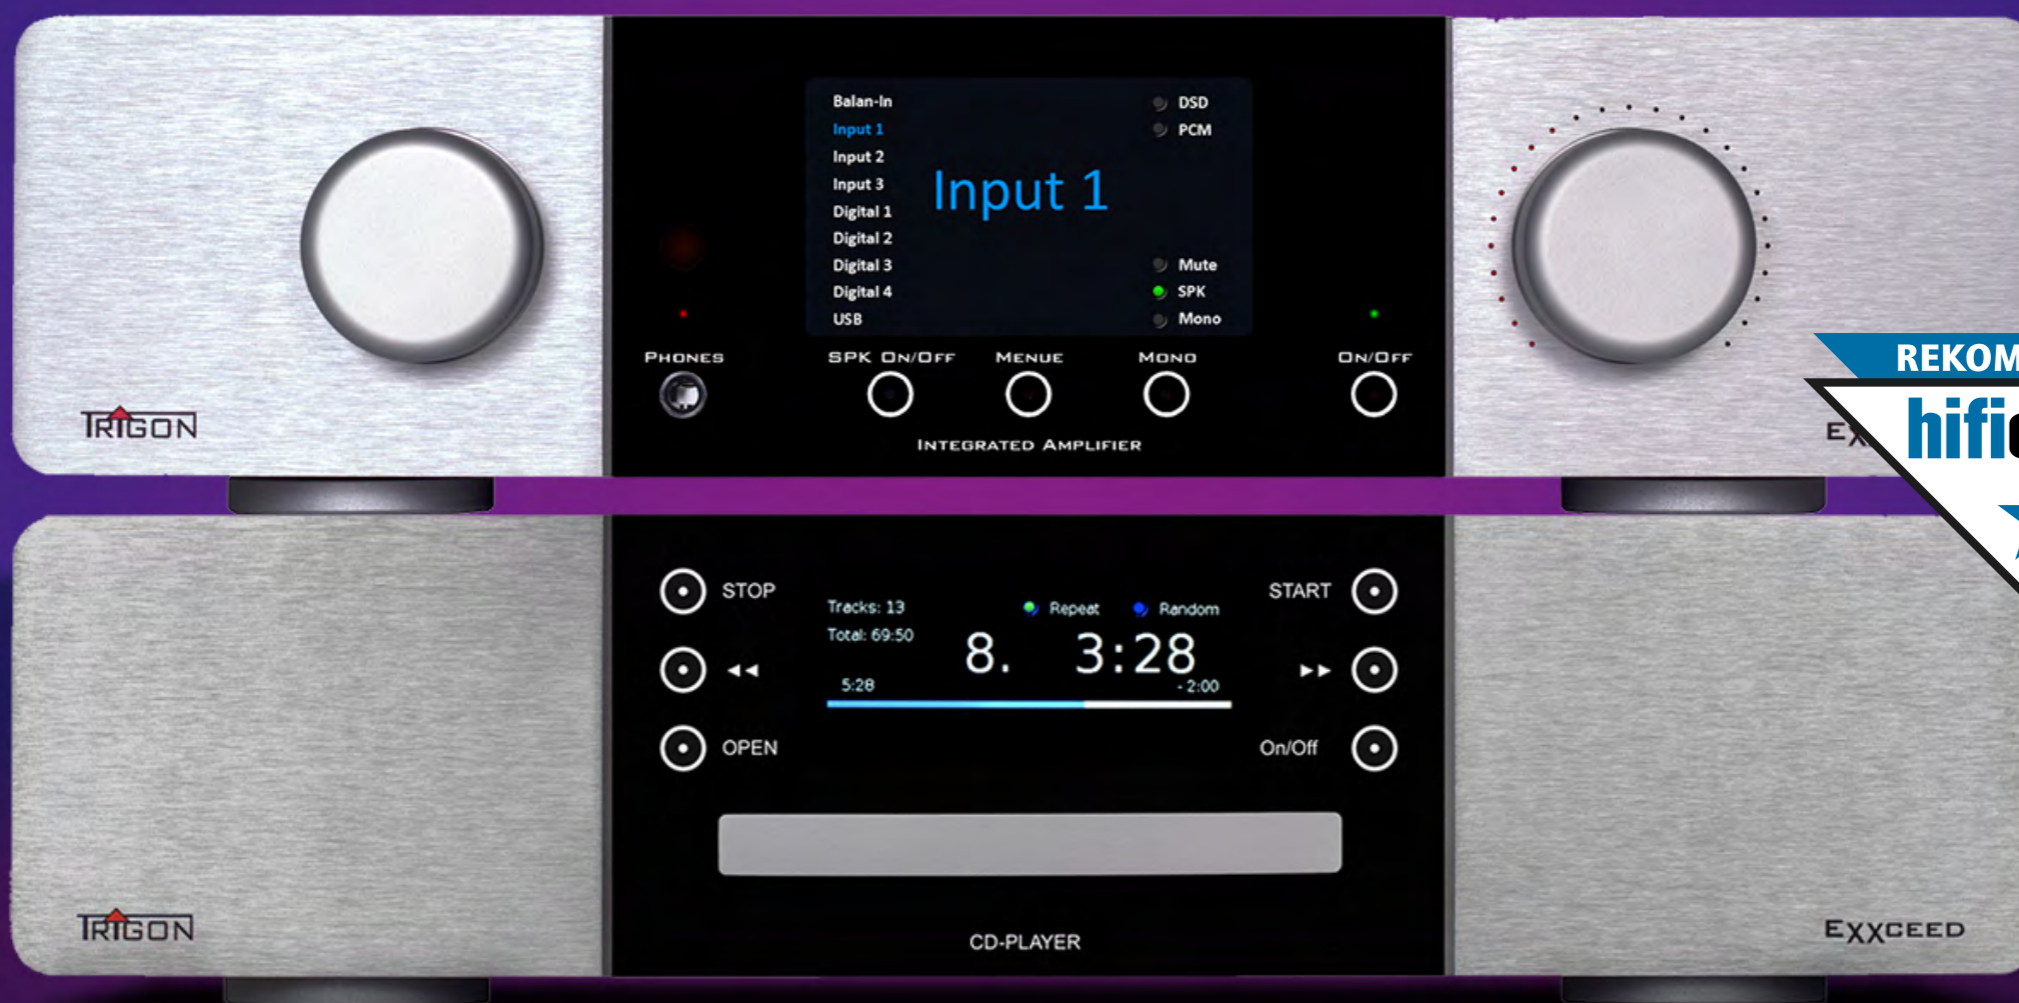 Balan-In
Input 1
Input 2
Input 3
Digital 1
Digital 2
Digital 3
Digital 4
USB
Input 1
DSD
PCM
Mute
SPK
Mono
PHONES
SPK ON/OFF
MENUE
MONO
ON/OFF
INTEGRATED AMPLIFIER
TRIGON
REKOM
hifi
STOP
◄◄
OPEN
Tracks: 13
Total: 69:50
Repeat
Random
8. 3:28
5:28
- 2:00
START
►►
On/Off
CD-PLAYER
TRIGON
EXXCEED